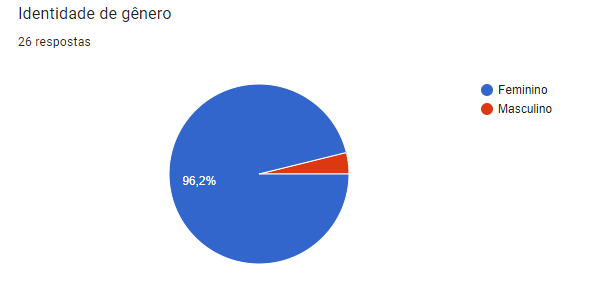 Identidade de gênero
26 respostas
Feminino
Masculino
96,2%